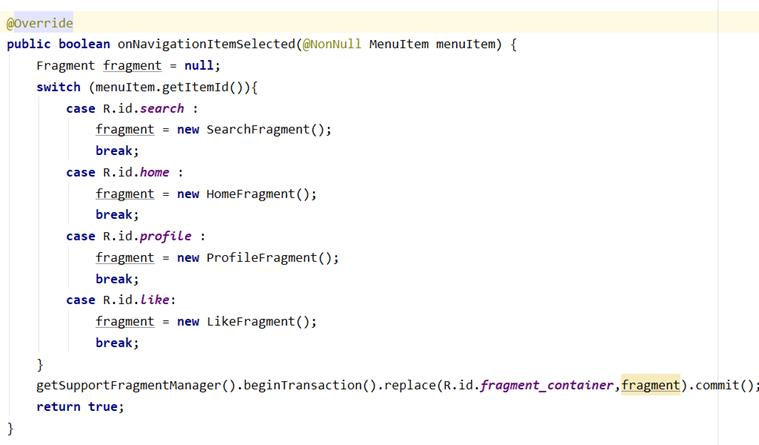 @Override
public boolean onNavigationItemSelected(@NonNull MenuItem menuItem) {
    Fragment fragment = null;
    switch (menuItem.getItemId()){
        case R.id.search :
            fragment = new SearchFragment();
            break;
        case R.id.home :
            fragment = new HomeFragment();
            break;
        case R.id.profile :
            fragment = new ProfileFragment();
            break;
        case R.id.like:
            fragment = new LikeFragment();
            break;
    }
    getSupportFragmentManager().beginTransaction().replace(R.id.fragment_container,fragment).commit();
    return true;
}